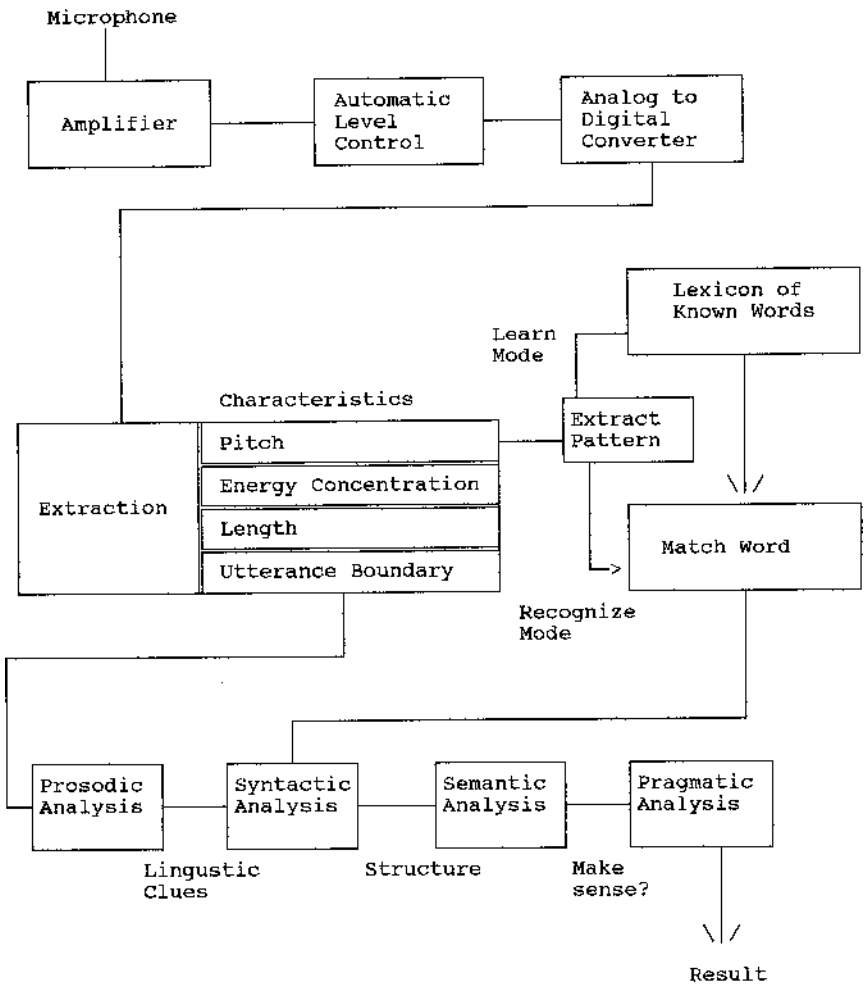 Microphone
Amplifier
Automatic
Level
Control
Analog to
Digital
Converter
Lexicon of
Known Words
Learn
Mode
Characteristics
Extraction
Pitch
Energy Concentration
Length
Utterance Boundary
Extract
Pattern
Match Word
Recognize
Mode
Prosodic
Analysis
Syntactic
Analysis
Semantic
Analysis
Pragmatic
Analysis
Lingustic
Clues
Structure
Make
sense?
Result